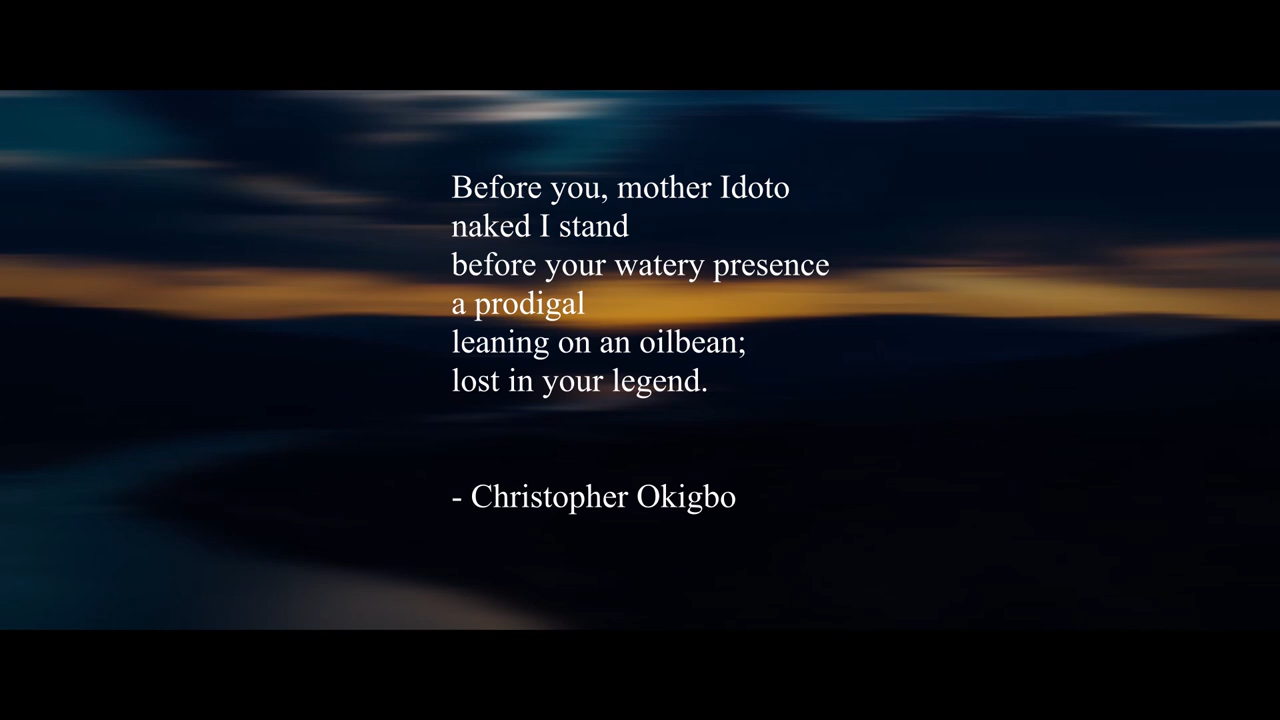 Before you, mother Idoto
naked I stand
before your watery presence
a prodigal
leaning on an oilbean;
lost in your legend.
- Christopher Okigbo